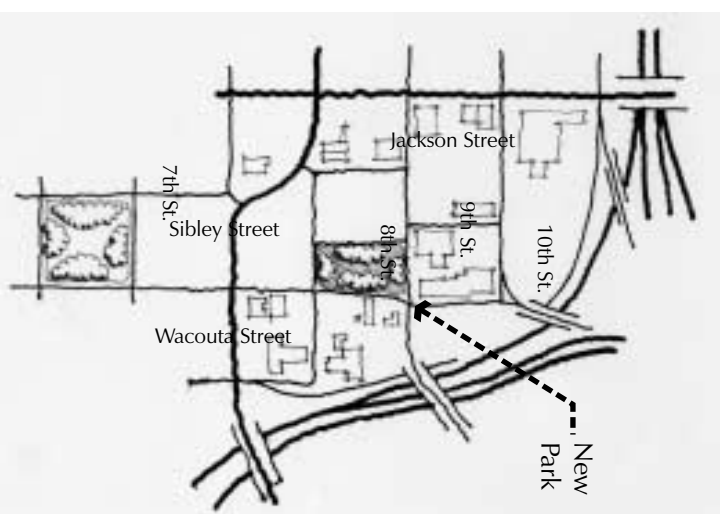 Jackson Street
7th St.
Sibley Street
8th St.
9th St.
10th St.
Wacouta Street
New
Park